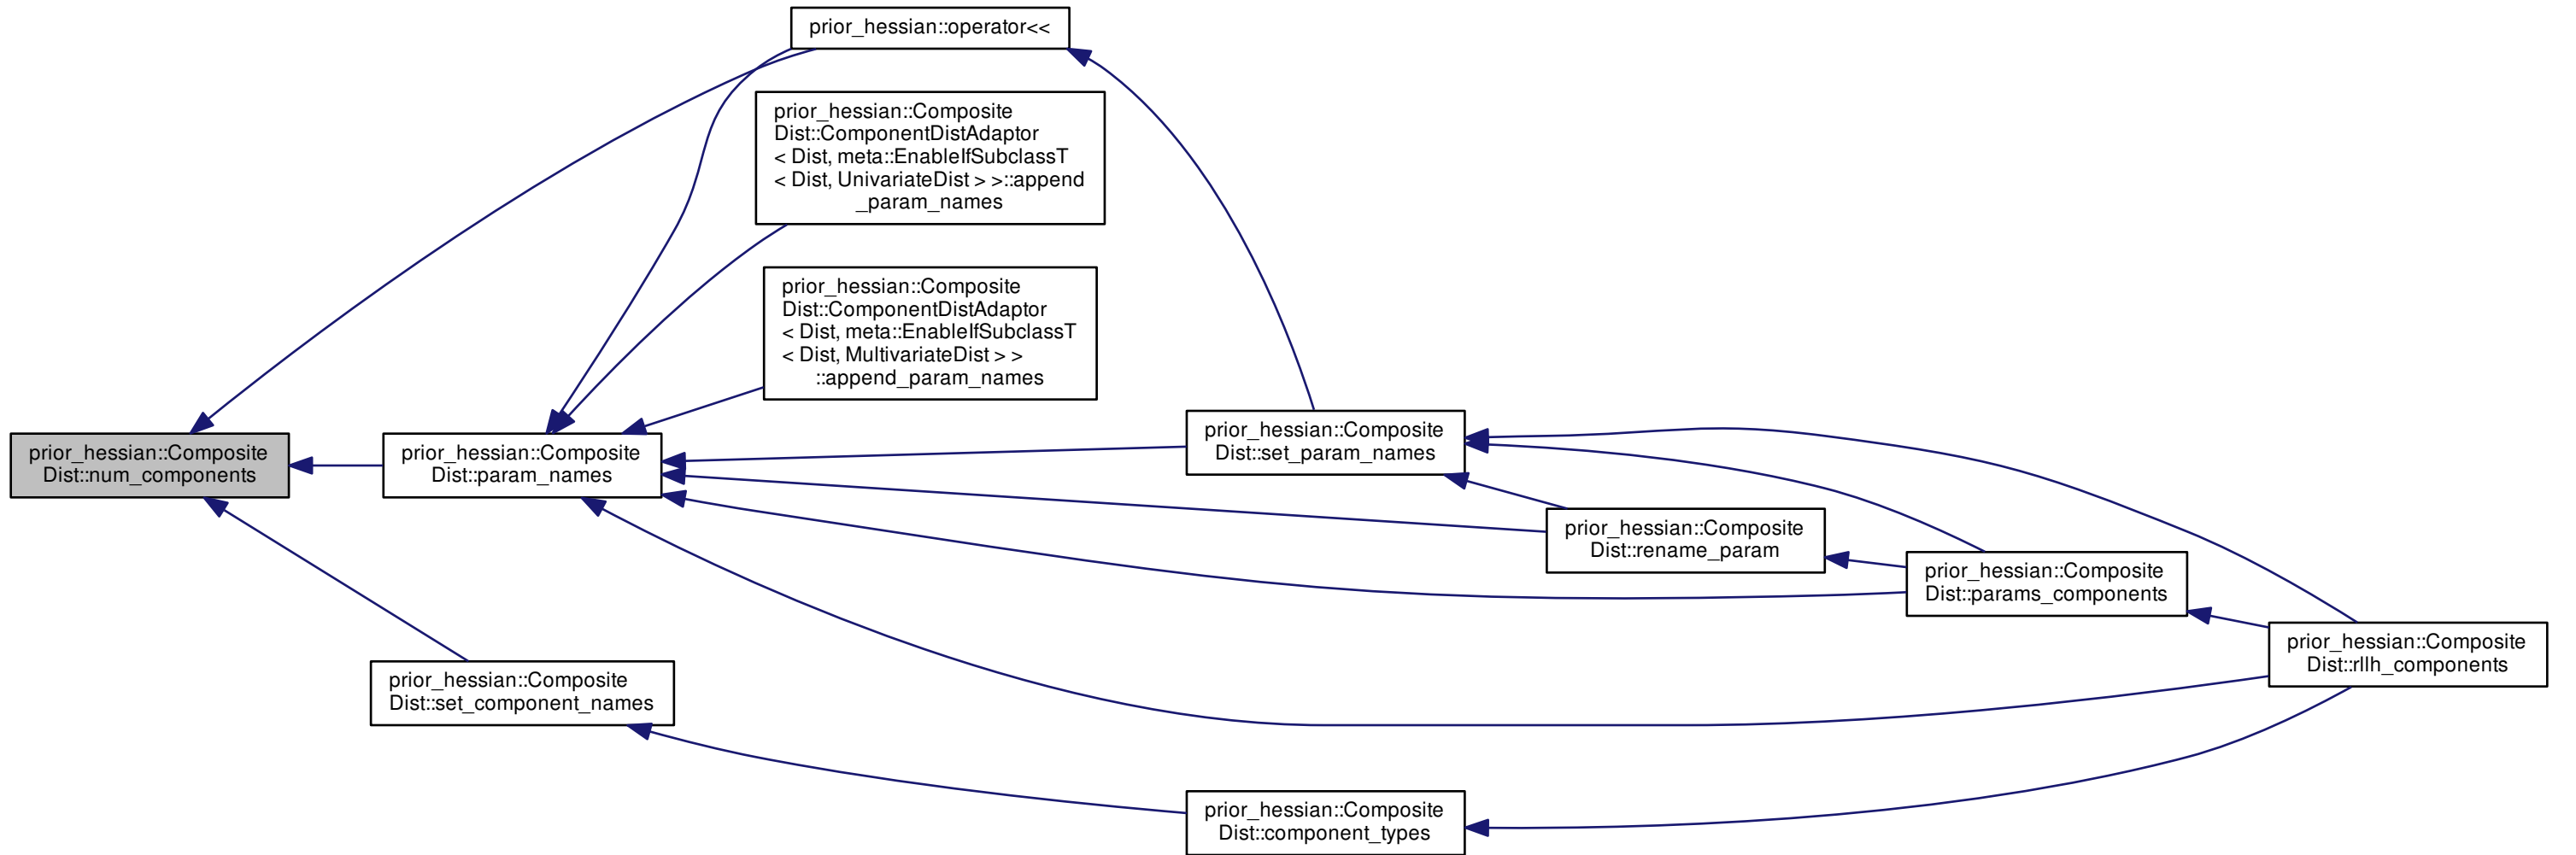 prior_hessian::operator<<
prior_hessian::Composite
Dist::ComponentDistAdaptor
< Dist, meta::EnableIfSubclassT
< Dist, UnivariateDist > >::append
_param_names
prior_hessian::Composite
Dist::ComponentDistAdaptor
< Dist, meta::EnableIfSubclassT
< Dist, MultivariateDist > >
::append_param_names
prior_hessian::Composite
Dist::num_components
prior_hessian::Composite
Dist::param_names
prior_hessian::Composite
Dist::set_param_names
prior_hessian::Composite
Dist::rename_param
prior_hessian::Composite
Dist::params_components
prior_hessian::Composite
Dist::rllh_components
prior_hessian::Composite
Dist::set_component_names
prior_hessian::Composite
Dist::component_types